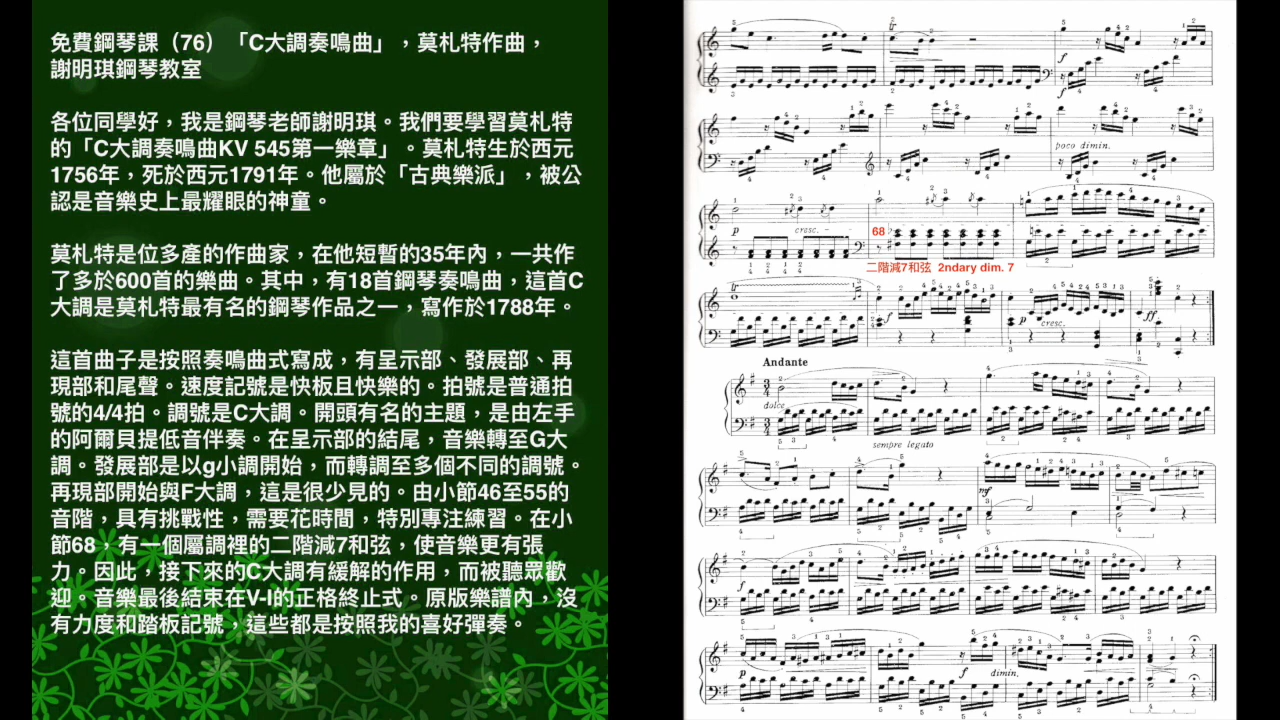 免費鋼琴課（76）「C大調奏鳴曲」，莫札特作曲，
謝明琪鋼琴教室
各位同學好，我是鋼琴老師謝明琪。我們要學習莫札特
的「C大調奏鳴曲KV 545第一樂章」。莫札特生於西元
1756年，死於西元1791年。他屬於「古典樂派」，被公
認是音樂史上最耀眼的神童。
莫札特是位多產的作曲家，在他短暫的35年內，一共作
了多於600首樂曲。其中，有18首鋼琴奏鳴曲，這首C
大調是莫札特最有名的鋼琴作品之一，寫作於1788年。
這首曲子是按照奏鳴曲式寫成，有呈示部、發展部、再
現部和尾聲。速度記號是快板且快樂的。拍號是普通拍
號的4/4拍。調號是C大調。開頭有名的主題，是由左手
的阿爾貝提低音伴奏。在呈示部的結尾，音樂轉至G大
調。發展部是以g小調開始，而轉調至多個不同的調號。
再現部開始與F大調，這是很少見的。由小節46至55的
音階，具有挑戰性，需要花時間，特別專注練習。在小
節68，有一個屬調裡的二階減7和弦，使音樂更有張
力。因此，接下來的C大調有緩解的作用，而被聽眾歡
迎。音樂最後結束在V-I的正格終止式。原版樂譜內，沒
有力度和踏板記號，這些都是按照我的喜好彈奏。
tr
f
f
poco dimin.
p cresc.
68
二階減7和弦 2ndary dim. 7
tr
f p cresc. ff
Andante
dolce
sempre legato
mf
f
p f dimin.